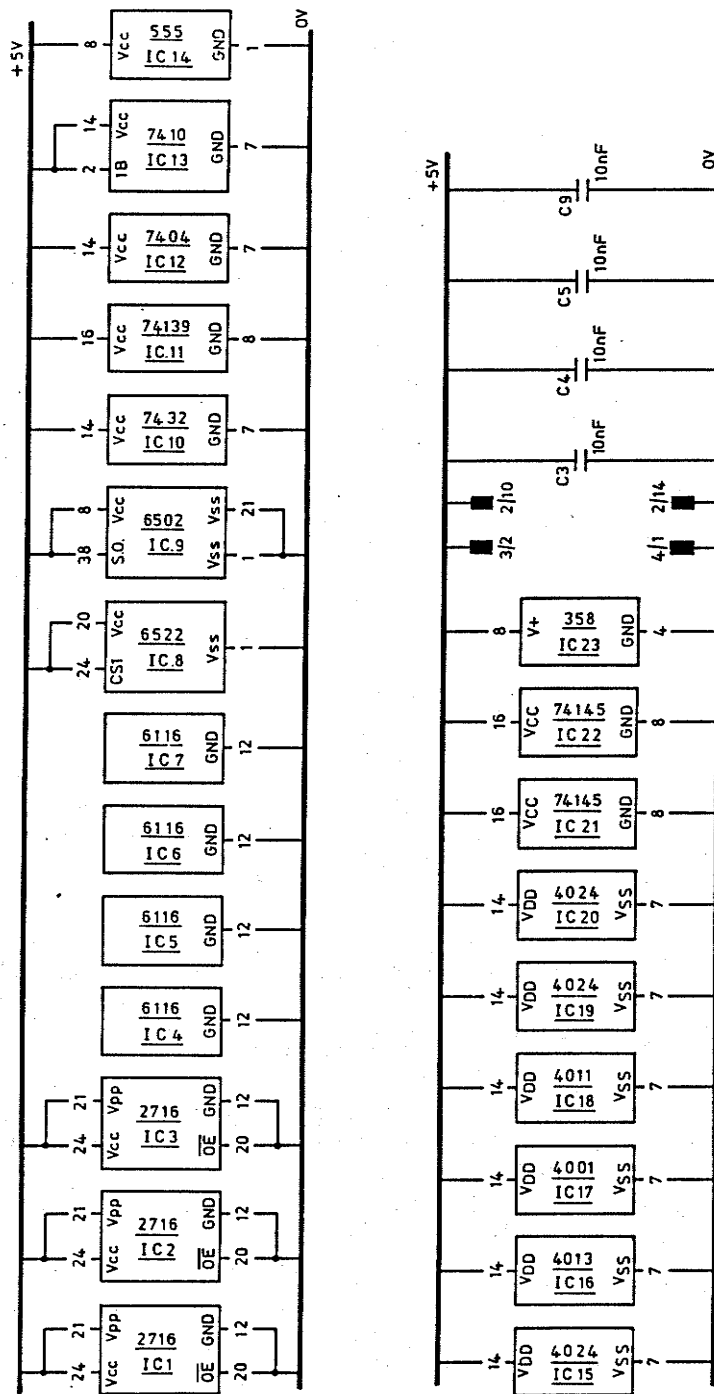 +5V
8
Vcc
555
IC14
GND
1
0V
14
2
Vcc
1B
7410
IC13
GND
7
14
Vcc
7404
IC12
GND
7
16
Vcc
74139
IC.11
GND
8
14
Vcc
7432
IC10
GND
7
8
38
Vcc
S.O.
6502
IC.9
Vss
Vss
21
1
20
24
Vcc
CS1
6522
IC.8
Vss
1
6116
IC7
GND
12
6116
IC6
GND
12
6116
IC5
GND
12
6116
IC4
GND
12
21
24
Vpp
Vcc
2716
IC3
GND
OE
12
20
21
24
Vpp
Vcc
2716
IC2
GND
OE
12
20
21
24
Vpp
Vcc
2716
IC1
GND
OE
12
20
+5V
0V
C9
10nF
C5
10nF
C4
10nF
C3
10nF
2/10
2/14
3/2
4/1
8
V+
358
IC23
GND
4
16
VCC
74145
IC22
GND
8
16
VCC
74145
IC21
GND
8
14
VDD
4024
IC20
VSS
7
14
VDD
4024
IC19
VSS
7
14
VDD
4011
IC18
VSS
7
14
VDD
4001
IC17
VSS
7
14
VDD
4013
IC16
VSS
7
14
VDD
4024
IC15
VSS
7